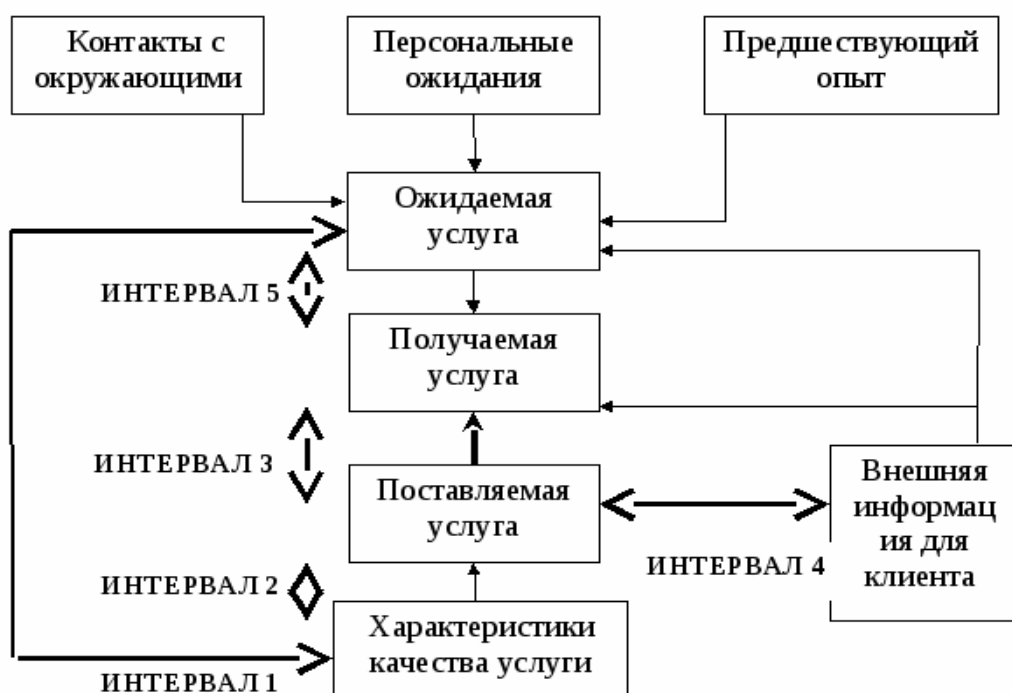 Контакты с
окружающими
Персональные
ожидания
Предшествующий
опыт
Ожидаемая
услуга
ИНТЕРВАЛ 5
Получаемая
услуга
ИНТЕРВАЛ 3
Поставляемая
услуга
Внешняя
информац
ия для
клиента
ИНТЕРВАЛ 4
ИНТЕРВАЛ 2
Характеристики
качества услуги
ИНТЕРВАЛ 1